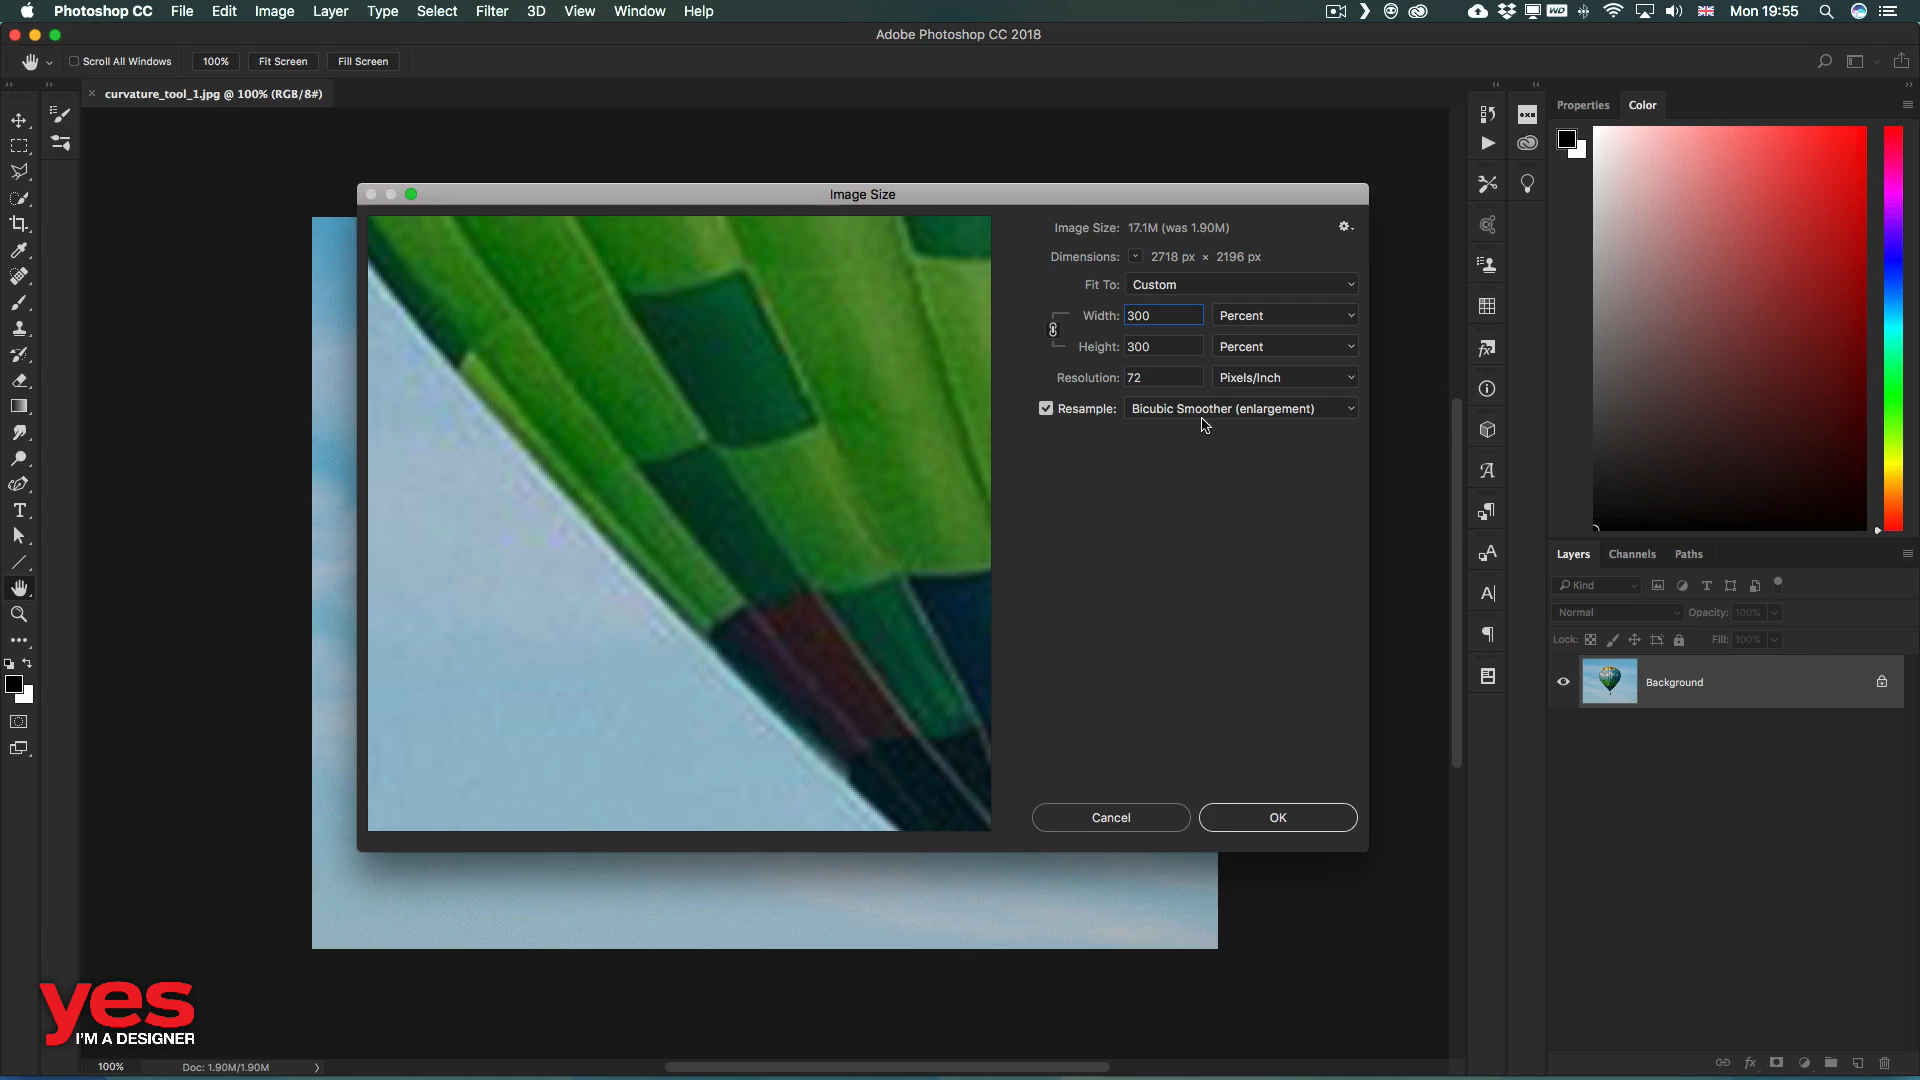 Photoshop CC File Edit Image Layer Type Select Filter 3D View Window Help
WD Mon 19:55
Adobe Photoshop CC 2018
Scroll All Windows 100% Fit Screen Fill Screen
curvature_tool_1.jpg @ 100% (RGB/8#)
Image Size
Image Size: 17.1M (was 1.90M)
Dimensions: 2718 px × 2196 px
Fit To: Custom
Width: 300 Percent
Height: 300 Percent
Resolution: 72 Pixels/Inch
Resample: Bicubic Smoother (enlargement)
Cancel OK
Properties Color
Layers Channels Paths
Kind
Normal Opacity: 100%
Lock: Fill: 100%
Background
yes
I'M A DESIGNER
100% Doc: 1.90M/1.90M